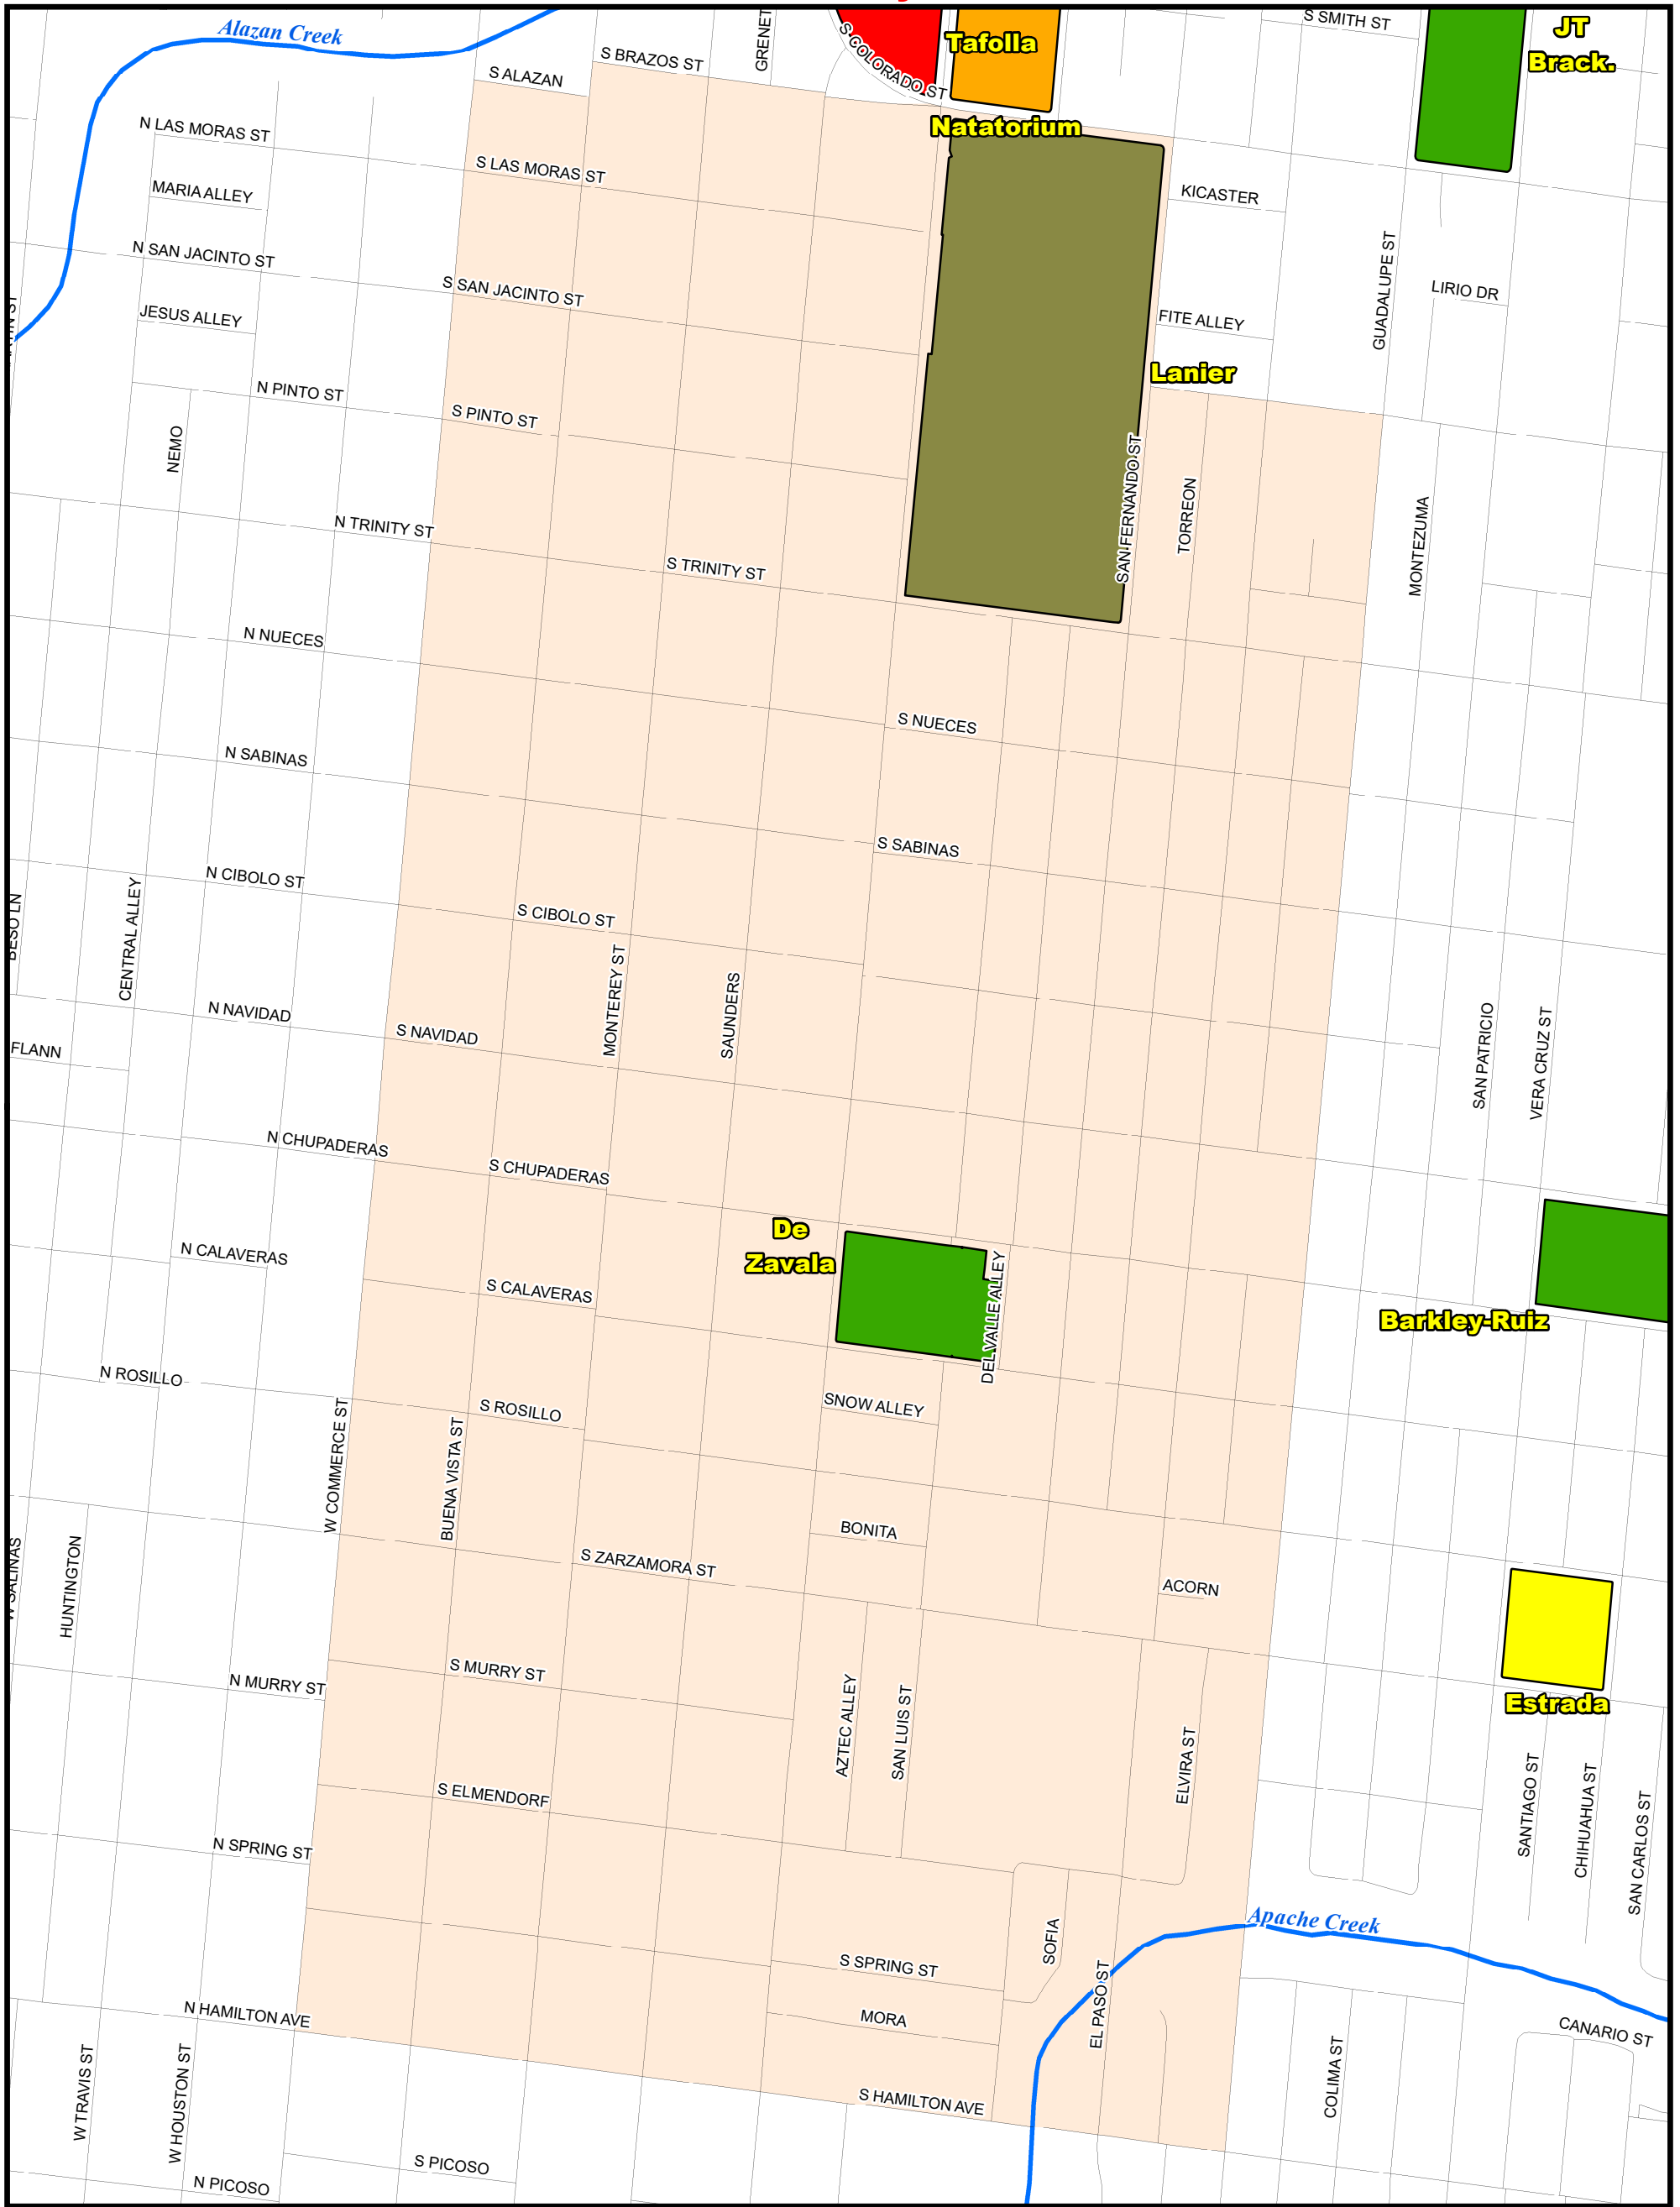 Alazan Creek
S SMITH ST
JT
Brack.
S COLORADO ST
Tafolla
S BRAZOS ST
S ALAZAN
Natatorium
N LAS MORAS ST
S LAS MORAS ST
MARIA ALLEY
KICASTER
N SAN JACINTO ST
S SAN JACINTO ST
GUADALUPE ST
LIRIO DR
JESUS ALLEY
FITE ALLEY
Lanier
N PINTO ST
S PINTO ST
NEMO
SAN FERNANDO ST
TORREON
MONTEZUMA
N TRINITY ST
S TRINITY ST
N NUECES
S NUECES
N SABINAS
S SABINAS
N CIBOLO ST
S CIBOLO ST
CENTRAL ALLEY
BESO LN
MONTEREY ST
SAUNDERS
N NAVIDAD
S NAVIDAD
SAN PATRICIO
VERA CRUZ ST
FLANN
N CHUPADERAS
S CHUPADERAS
De
Zavala
DEL VALLE ALLEY
N CALAVERAS
S CALAVERAS
Barkley-Ruiz
N ROSILLO
S ROSILLO
SNOW ALLEY
W COMMERCE ST
BUENA VISTA ST
BONITA
S ZARZAMORA ST
W SALINAS
HUNTINGTON
ACORN
N MURRY ST
S MURRY ST
Estrada
AZTEC ALLEY
SAN LUIS ST
ELVIRA ST
SANTIAGO ST
CHIHUAHUA ST
SAN CARLOS ST
S ELMENDORF
N SPRING ST
Apache Creek
SOFIA
S SPRING ST
EL PASO ST
N HAMILTON AVE
MORA
CANARIO ST
COLIMA ST
W TRAVIS ST
W HOUSTON ST
S HAMILTON AVE
S PICOSO
N PICOSO